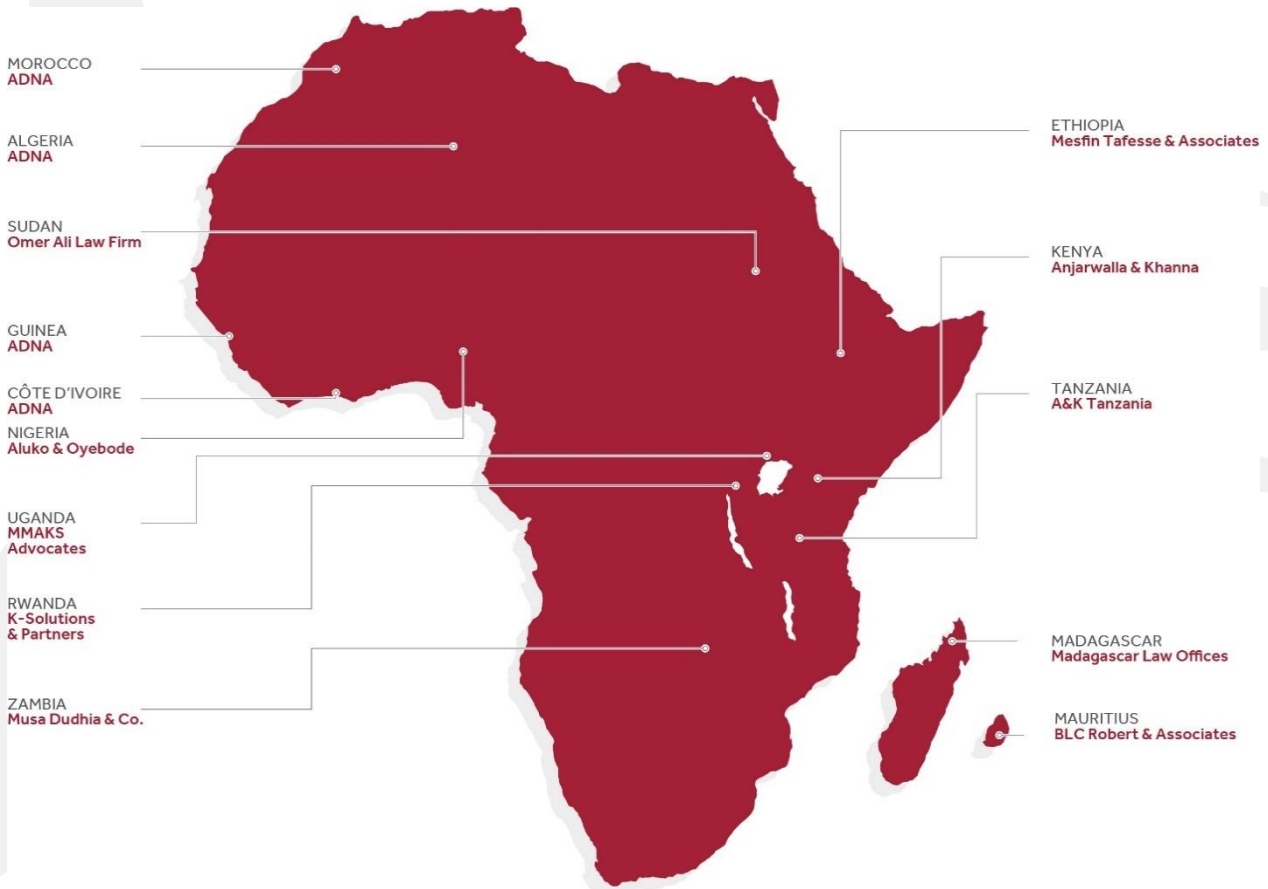 MOROCCO
ADNA
ALGERIA
ADNA
SUDAN
Omer Ali Law Firm
GUINEA
ADNA
CÔTE D'IVOIRE
ADNA
NIGERIA
Aluko & Oyebode
UGANDA
MMAKS
Advocates
RWANDA
K-Solutions
& Partners
ZAMBIA
Musa Dudhia & Co.
ETHIOPIA
Mesfin Tafesse & Associates
KENYA
Anjarwalla & Khanna
TANZANIA
A&K Tanzania
MADAGASCAR
Madagascar Law Offices
MAURITIUS
BLC Robert & Associates